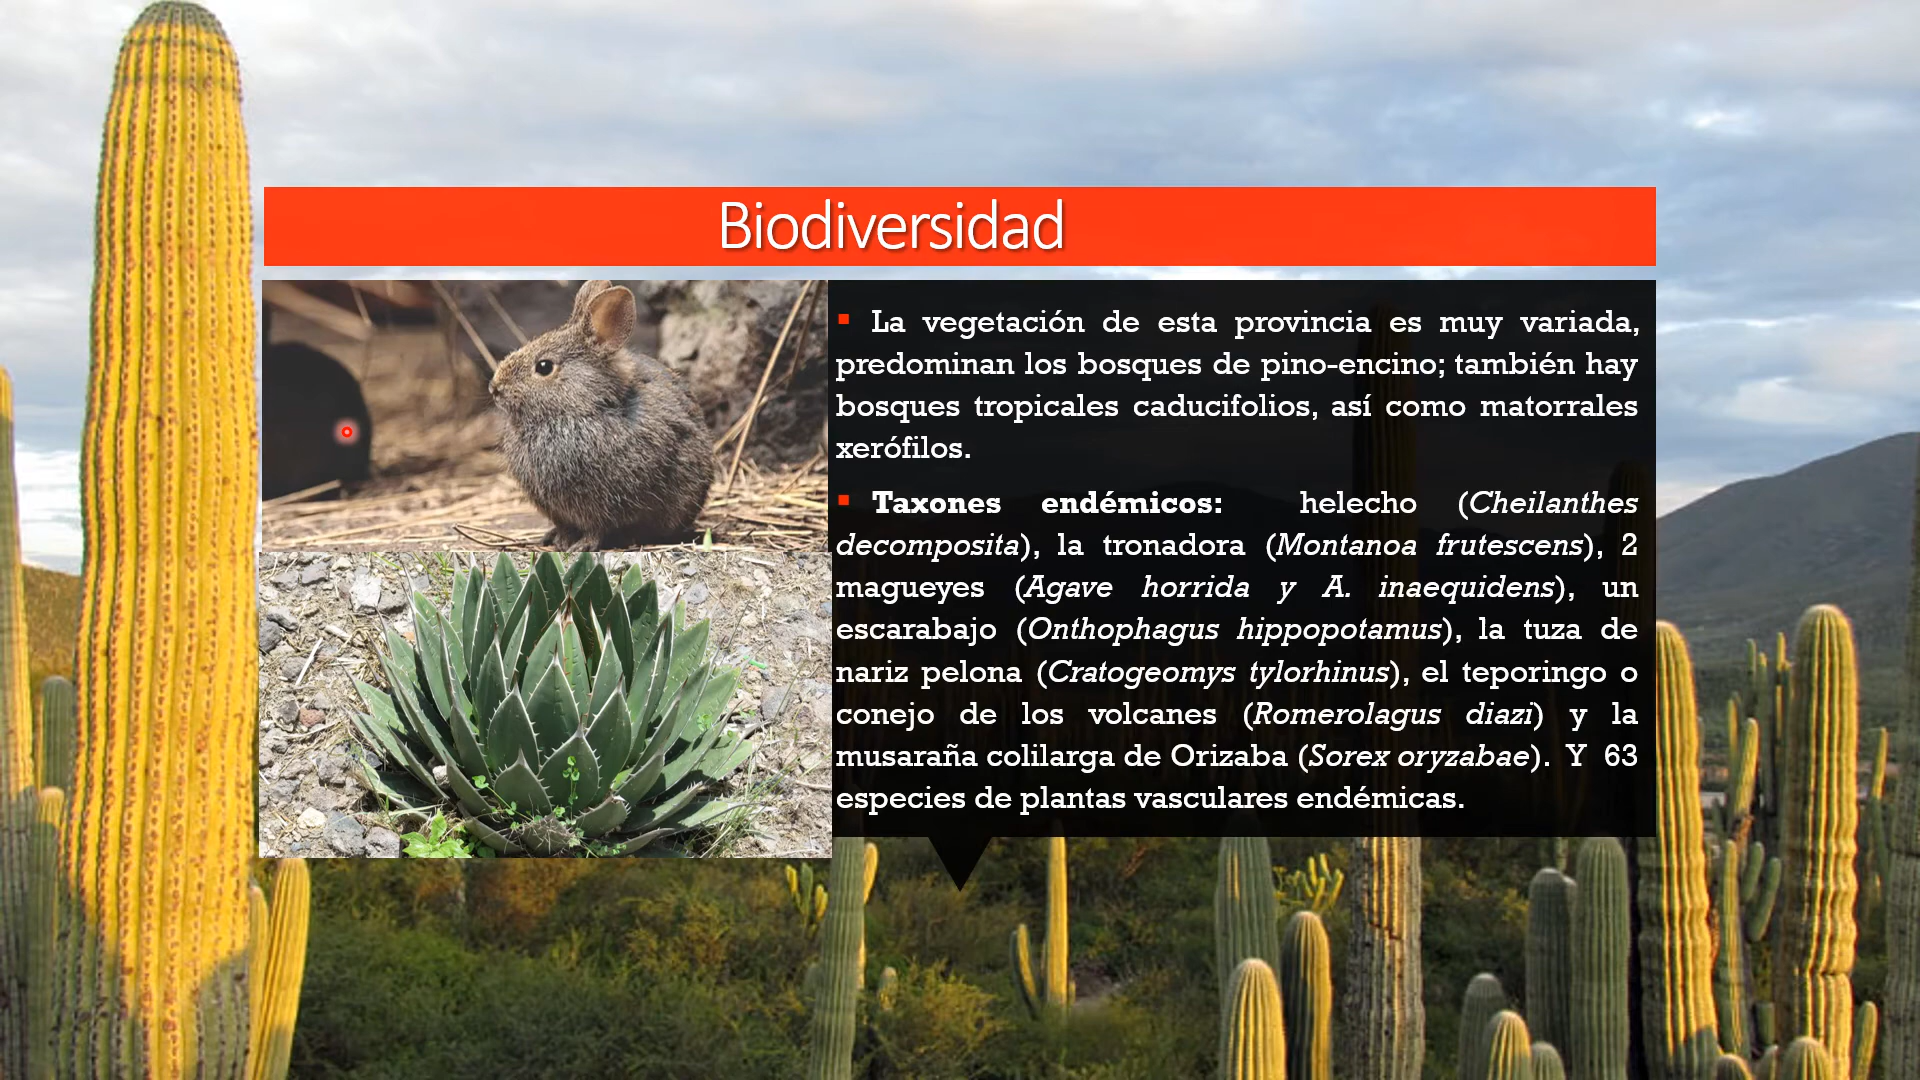 Biodiversidad
▪ La vegetación de esta provincia es muy variada,
predominan los bosques de pino-encino; también hay
bosques tropicales caducifolios, así como matorrales
xerófilos.
▪ Taxones endémicos: helecho (Cheilanthes
decomposita), la tronadora (Montanoa frutescens), 2
magueyes (Agave horrida y A. inaequidens), un
escarabajo (Onthophagus hippopotamus), la tuza de
nariz pelona (Cratogeomys tylorhinus), el teporingo o
conejo de los volcanes (Romerolagus diazi) y la
musaraña colilarga de Orizaba (Sorex oryzabae). Y 63
especies de plantas vasculares endémicas.